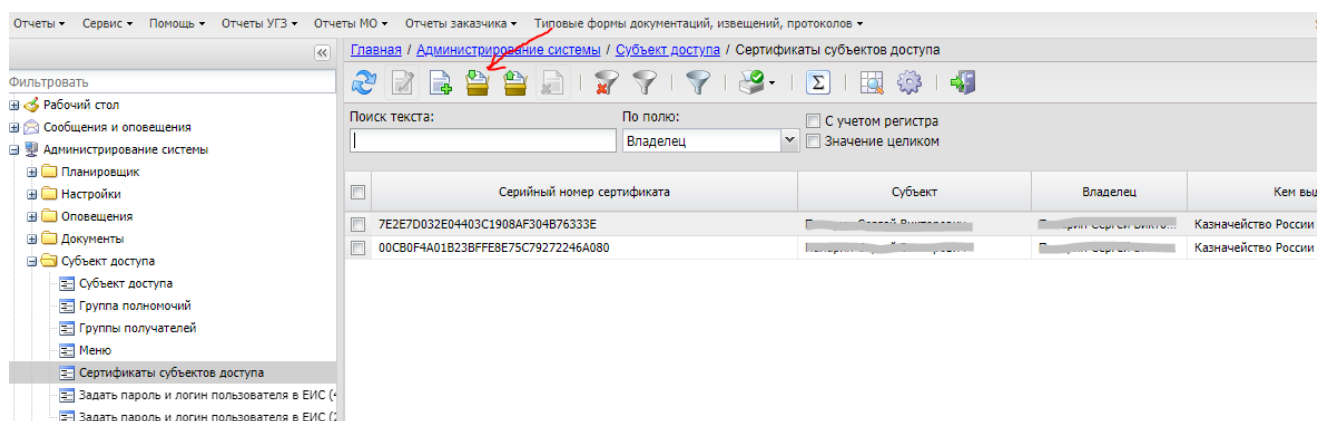 Отчеты Сервис Помощь Отчеты УГЗ Отчеты МО Отчеты заказчика Типовые формы документаций, извещений, протоколов
Главная / Администрирование системы / Субъект доступа / Сертификаты субъектов доступа
Фильтровать
Рабочий стол
Сообщения и оповещения
Администрирование системы
Планировщик
Настройки
Оповещения
Документы
Субъект доступа
Субъект доступа
Группа полномочий
Группы получателей
Меню
Сертификаты субъектов доступа
Задать пароль и логин пользователя в ЕИС (4
Задать пароль и логин пользователя в ЕИС (2
Поиск текста: По полю: С учетом регистра
Владелец Значение целиком
Серийный номер сертификата Субъект Владелец Кем выд
7E2E7D032E04403C1908AF304B76333E Казначейство России
00CB0F4A01B23BFFE8E75C79272246A080 Казначейство России